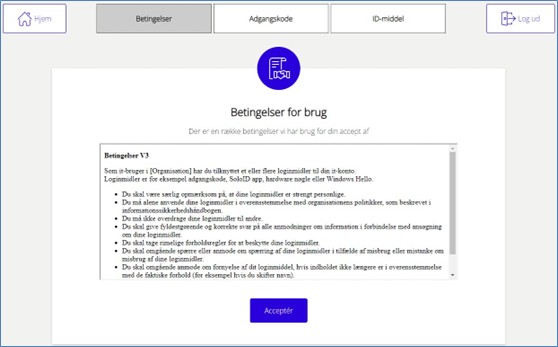 Hjem
Betingelser
Adgangskode
ID-middel
Log ud
Betingelser for brug
Der er en række betingelser vi har brug for din accept af
Betingelser V3
Som it-bruger i [Organisation] har du tilknyttet et eller flere loginmidler til din it-konto.
Loginmidler er for eksempel adgangskode, SoloID app, hardware nøgle eller Windows Hello.
• Du skal være særlig opmærksom på, at dine loginmidler er strengt personlige.
• Du må alene anvende dine loginmidler i overensstemmelse med organisationens politikker, som beskrevet i
informationssikkerhedshåndbogen.
• Du må ikke overdrage dine loginmidler til andre.
• Du skal give fyldestgørende og korrekte svar på alle anmodninger om information i forbindelse med ansøgning
om dine loginmidler.
• Du skal tage rimelige forholdsregler for at beskytte dine loginmidler.
• Du skal omgående spærre eller anmode om spærring af dine loginmidler i tilfælde af misbrug eller mistanke om
misbrug af dine loginmidler.
• Du skal omgående anmode om fornyelse af dit loginmiddel, hvis indholdet ikke længere er i overensstemmelse
med de faktiske forhold (for eksempel hvis du skifter navn).
Acceptér